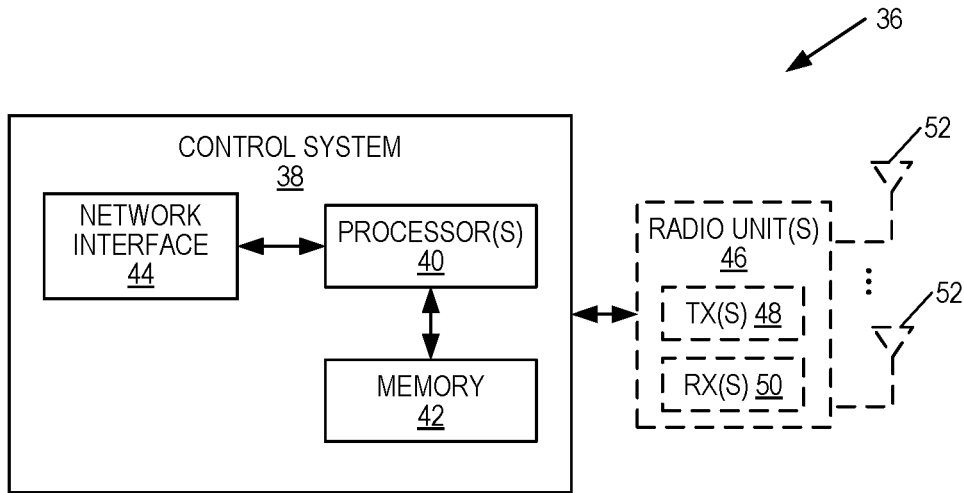 36
CONTROL SYSTEM
38
52
NETWORK
INTERFACE
44
PROCESSOR(S)
40
RADIO UNIT(S)
46
TX(S) 48
52
MEMORY
42
RX(S) 50